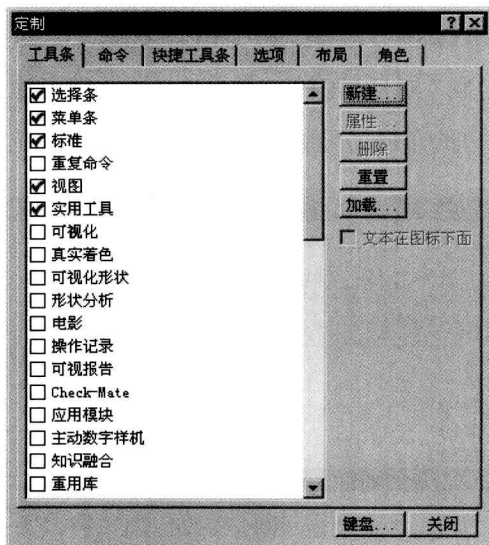 定制
工具条 命令 快捷工具条 选项 布局 角色
选择条
菜单条
标准
重复命令
视图
实用工具
可视化
真实着色
可视化形状
形状分析
电影
操作记录
可视报告
Check-Mate
应用模块
主动数字样机
知识融合
重用库
新建...
属性...
删除
重置
加载...
文本在图标下面
键盘... 关闭